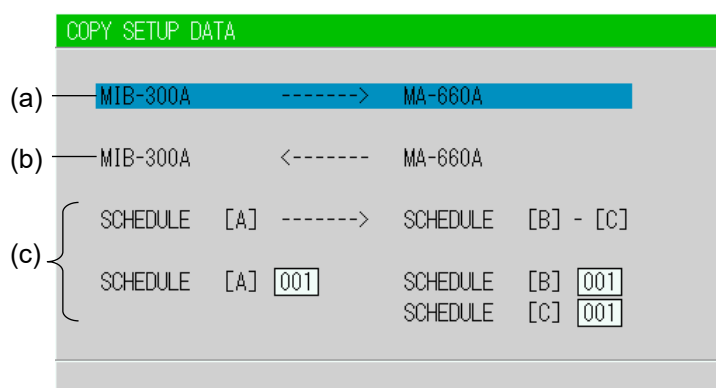 COPY SETUP DATA
(a) MIB-300A -------> MA-660A
(b) MIB-300A <------- MA-660A
(c)
SCHEDULE [A] -------> SCHEDULE [B] - [C]
SCHEDULE [A] 001 SCHEDULE [B] 001
SCHEDULE [C] 001